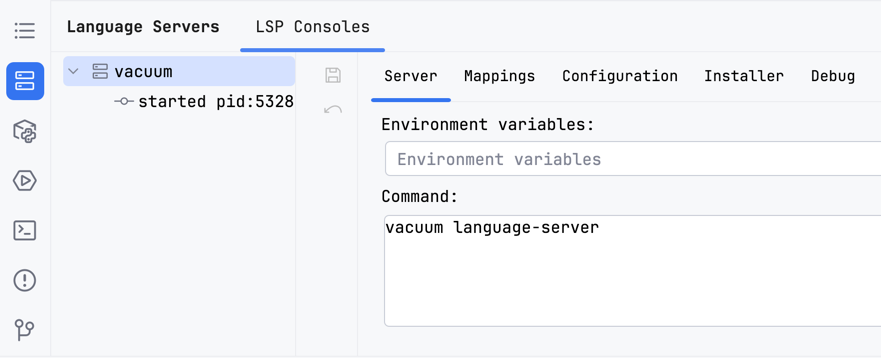 Language Servers LSP Consoles
vacuum
started pid:5328
Server Mappings Configuration Installer Debug
Environment variables:
Environment variables
Command:
vacuum language-server